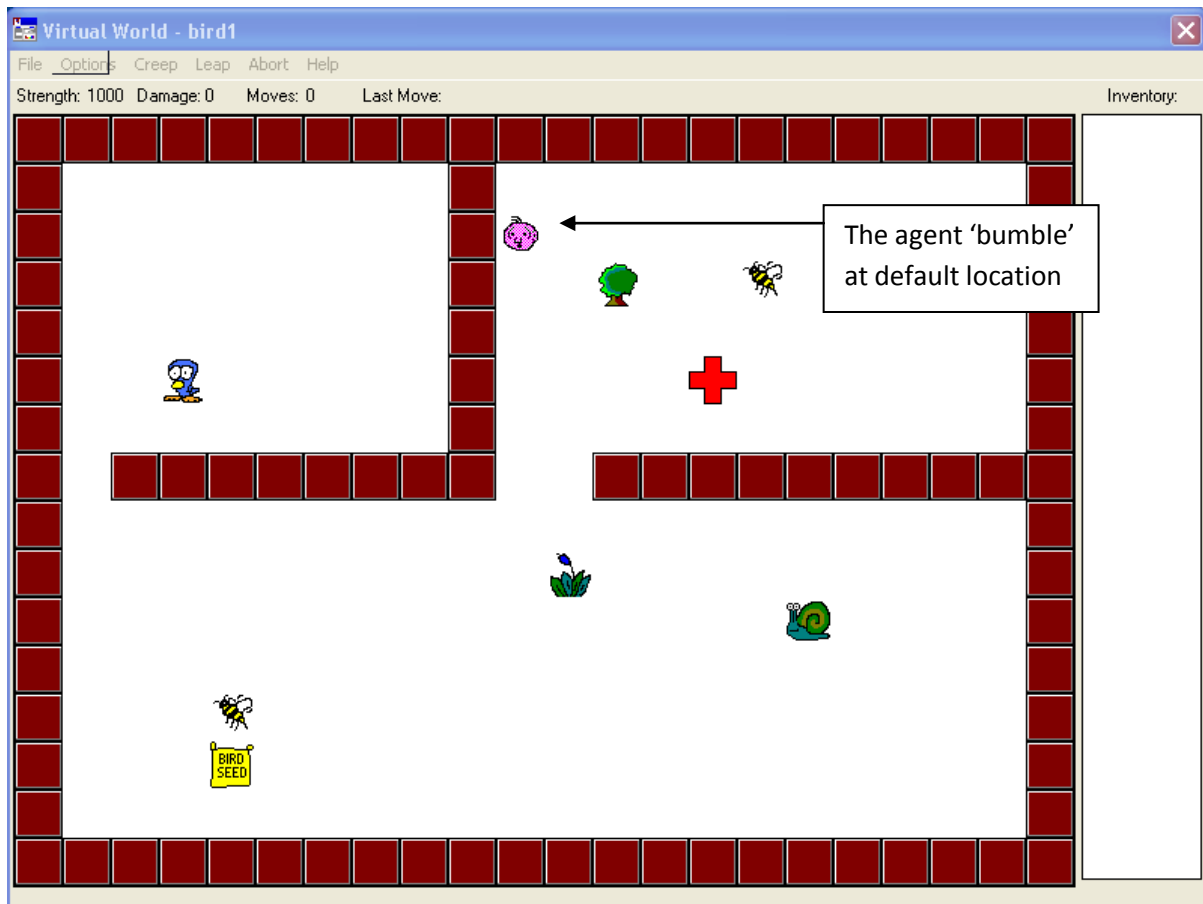 Virtual World - bird1
File Options Creep Leap Abort Help
Strength: 1000 Damage: 0 Moves: 0 Last Move: Inventory:
The agent ‘bumble’
at default location
BIRD
SEED